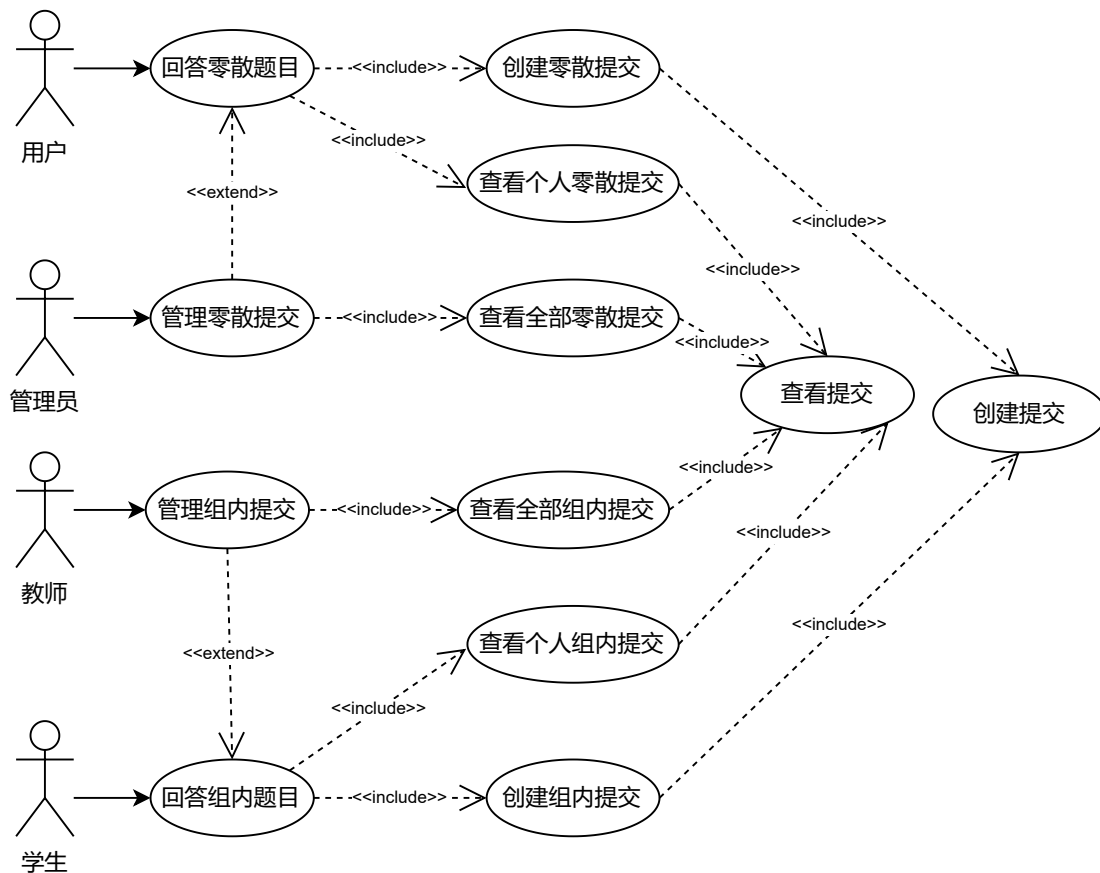 回答零散题目
<<include>>
创建零散提交
用户
<<include>>
查看个人零散提交
<<extend>>
<<include>>
<<include>>
管理员
管理零散提交
<<include>>
查看全部零散提交
<<include>>
查看提交
创建提交
教师
管理组内提交
<<include>>
查看全部组内提交
<<include>>
<<include>>
<<extend>>
查看个人组内提交
<<include>>
<<include>>
学生
回答组内题目
<<include>>
创建组内提交